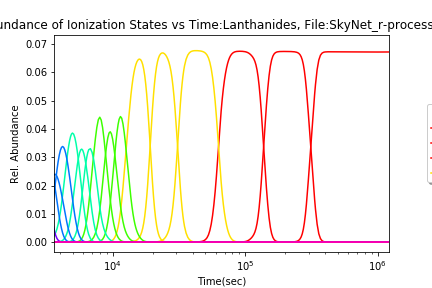 undance of Ionization States vs Time:Lanthanides, File:SkyNet_r-process
Rel. Abundance
0.07
0.06
0.05
0.04
0.03
0.02
0.01
0.00
10⁴ 10⁵ 10⁶
Time(sec)